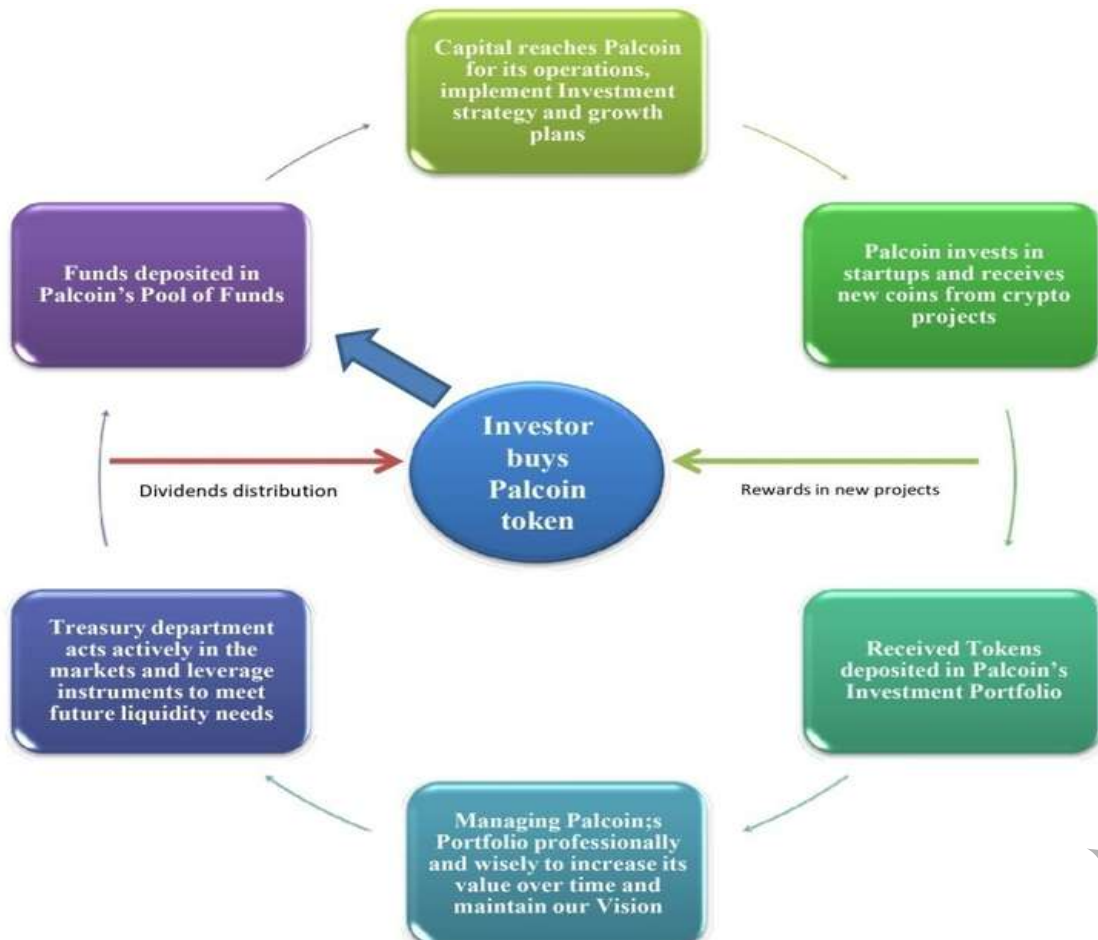 Capital reaches Palcoin
for its operations,
implement Investment
strategy and growth
plans
Funds deposited in
Palcoin's Pool of Funds
Palcoin invests in
startups and receives
new coins from crypto
projects
Investor
buys
Palcoin
token
Dividends distribution
Rewards in new projects
Treasury department
acts actively in the
markets and leverage
instruments to meet
future liquidity needs
Received Tokens
deposited in Palcoin's
Investment Portfolio
Managing Palcoin;s
Portfolio professionally
and wisely to increase its
value over time and
maintain our Vision